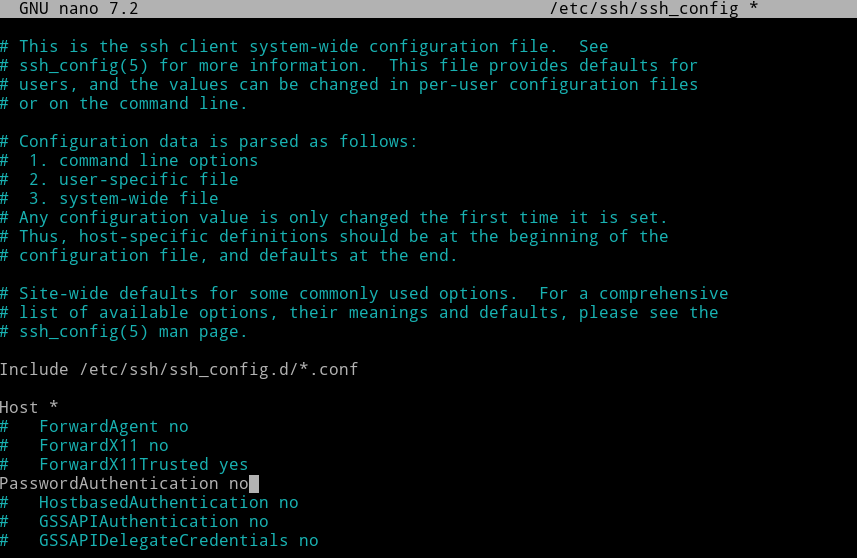 GNU nano 7.2 /etc/ssh/ssh_config *
# This is the ssh client system-wide configuration file.  See
# ssh_config(5) for more information.  This file provides defaults for
# users, and the values can be changed in per-user configuration files
# or on the command line.
# Configuration data is parsed as follows:
#  1. command line options
#  2. user-specific file
#  3. system-wide file
# Any configuration value is only changed the first time it is set.
# Thus, host-specific definitions should be at the beginning of the
# configuration file, and defaults at the end.
# Site-wide defaults for some commonly used options.  For a comprehensive
# list of available options, their meanings and defaults, please see the
# ssh_config(5) man page.
Include /etc/ssh/ssh_config.d/*.conf
Host *
#   ForwardAgent no
#   ForwardX11 no
#   ForwardX11Trusted yes
PasswordAuthentication no
#   HostbasedAuthentication no
#   GSSAPIAuthentication no
#   GSSAPIDelegateCredentials no